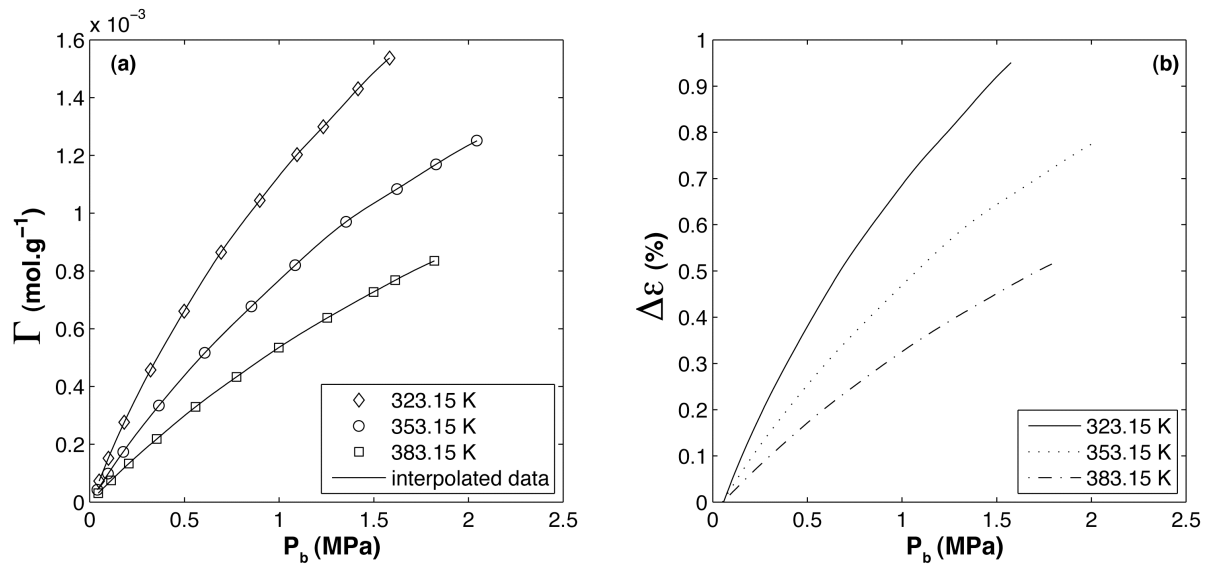 x 10⁻³
1.6
1.4
1.2
1
0.8
0.6
0.4
0.2
0
(a)
Γ (mol.g⁻¹)
323.15 K
353.15 K
383.15 K
interpolated data
0 0.5 1 1.5 2 2.5
P_b (MPa)
1
0.9
0.8
0.7
0.6
0.5
0.4
0.3
0.2
0.1
0
(b)
Δε (%)
323.15 K
353.15 K
383.15 K
0 0.5 1 1.5 2 2.5
P_b (MPa)